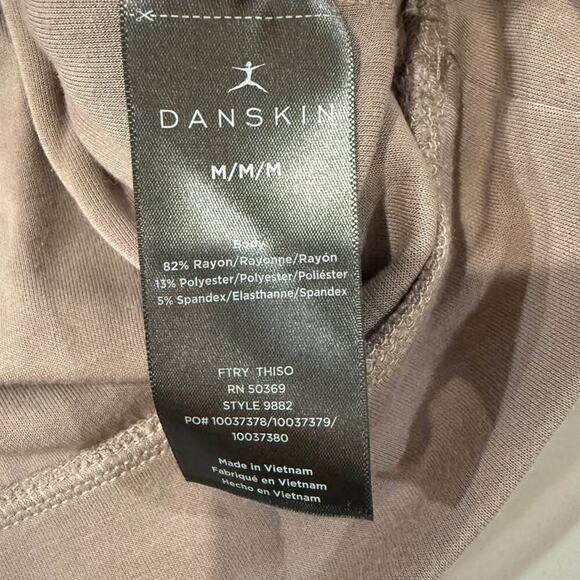 DANSKIN
M/M/M
Body
82% Rayon/Rayonne/Rayón
13% Polyester/Polyester/Poliéster
5% Spandex/Elasthanne/Spandex
FTRY THISO
RN 50369
STYLE 9882
PO# 10037378/10037379/
10037380
Made in Vietnam
Fabriqué en Vietnam
Hecho en Vietnam